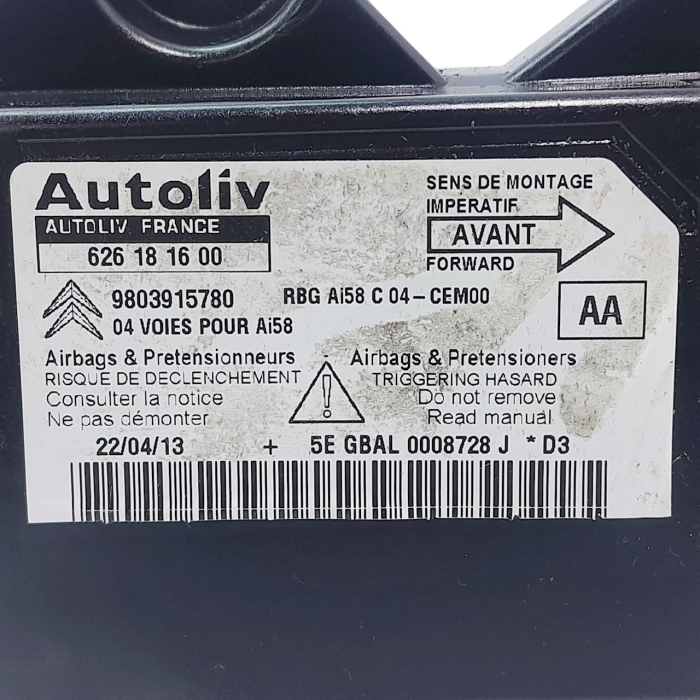 Autoliv
AUTOLIV FRANCE
626 18 16 00
SENS DE MONTAGE
IMPERATIF
AVANT
FORWARD
9803915780
RBG Ai58 C 04-CEM00
04 VOIES POUR Ai58
AA
Airbags & Pretensionneurs
RISQUE DE DECLENCHEMENT
Consulter la notice
Ne pas démonter
!
Airbags & Pretensioners
TRIGGERING HASARD
Do not remove
Read manual
22/04/13 + 5E GBAL 0008728 J * D3